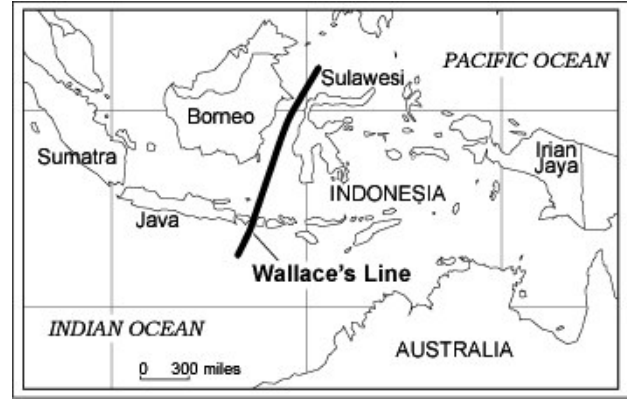 PACIFIC OCEAN
Sulawesi
Borneo
Sumatra
Irian
Jaya
INDONESIA
Java
Wallace's Line
INDIAN OCEAN
AUSTRALIA
0 300 miles